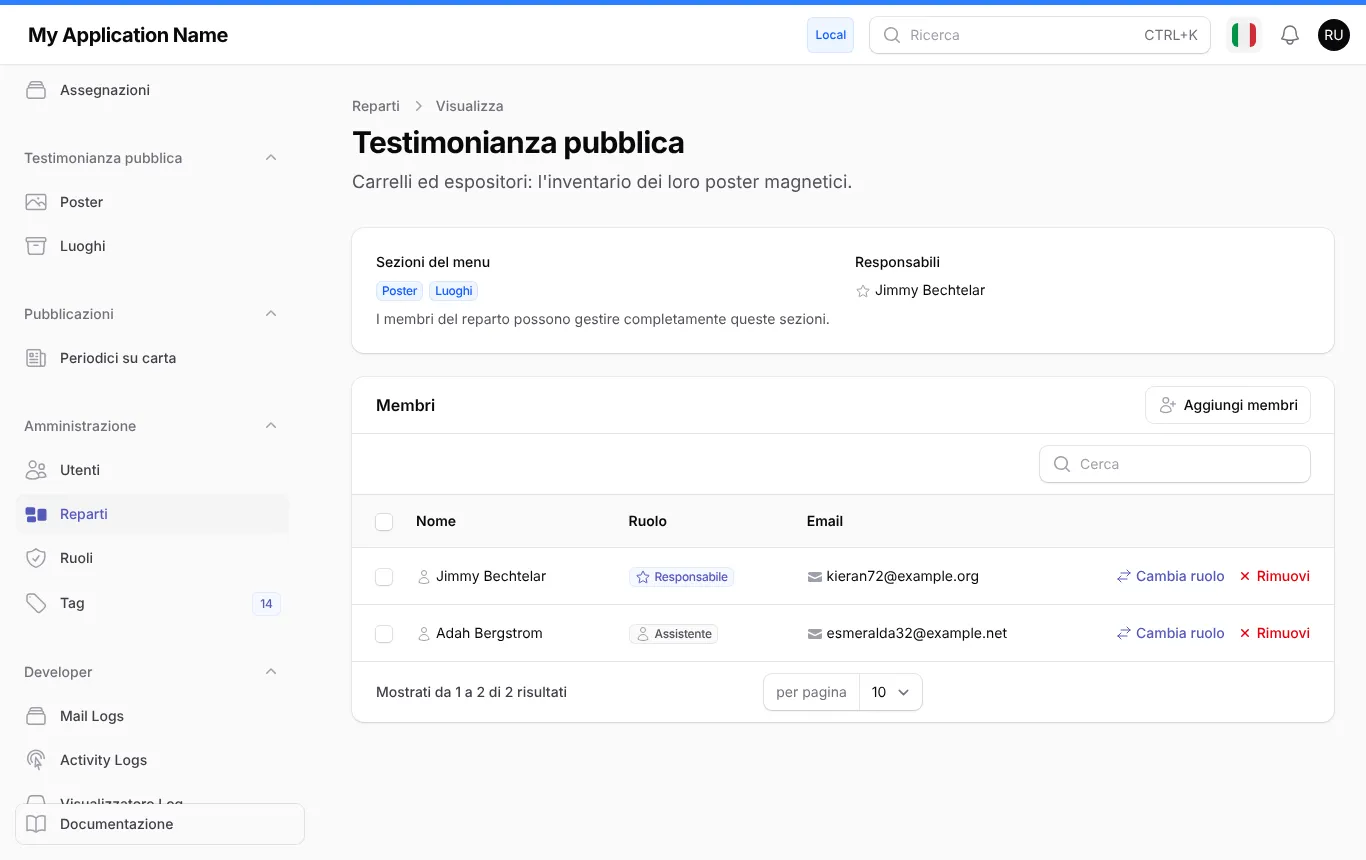 My Application Name
Local
Ricerca
CTRL+K
RU
Assegnazioni
Testimonianza pubblica
Poster
Luoghi
Pubblicazioni
Periodici su carta
Amministrazione
Utenti
Reparti
Ruoli
Tag
14
Developer
Mail Logs
Activity Logs
Visualizzatore Log
Documentazione
Reparti
Visualizza
Testimonianza pubblica
Carrelli ed espositori: l'inventario dei loro poster magnetici.
Sezioni del menu
Poster
Luoghi
I membri del reparto possono gestire completamente queste sezioni.
Responsabili
Jimmy Bechtelar
Membri
Aggiungi membri
Cerca
Nome Ruolo Email
Jimmy Bechtelar Responsabile kieran72@example.org Cambia ruolo Rimuovi
Adah Bergstrom Assistente esmeralda32@example.net Cambia ruolo Rimuovi
Mostrati da 1 a 2 di 2 risultati
per pagina 10